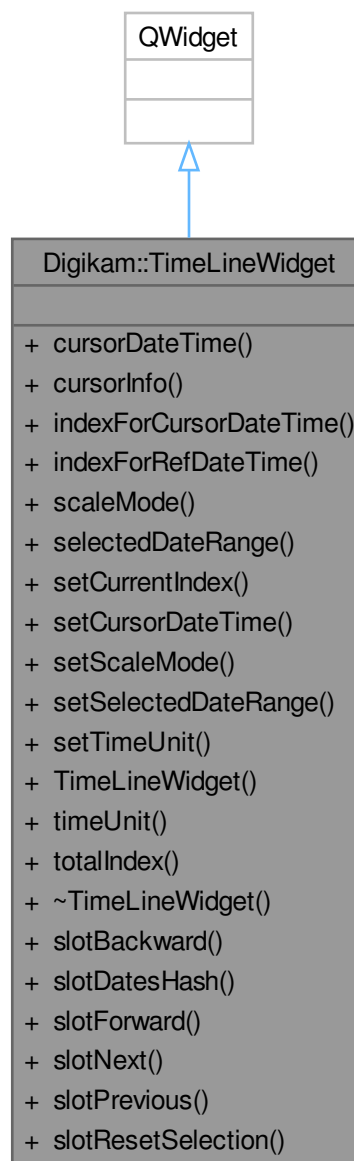 QWidget
Digikam::TimeLineWidget
+ cursorDateTime()
+ cursorInfo()
+ indexForCursorDateTime()
+ indexForRefDateTime()
+ scaleMode()
+ selectedDateRange()
+ setCurrentIndex()
+ setCursorDateTime()
+ setScaleMode()
+ setSelectedDateRange()
+ setTimeUnit()
+ TimeLineWidget()
+ timeUnit()
+ totalIndex()
+ ~TimeLineWidget()
+ slotBackward()
+ slotDatesHash()
+ slotForward()
+ slotNext()
+ slotPrevious()
+ slotResetSelection()